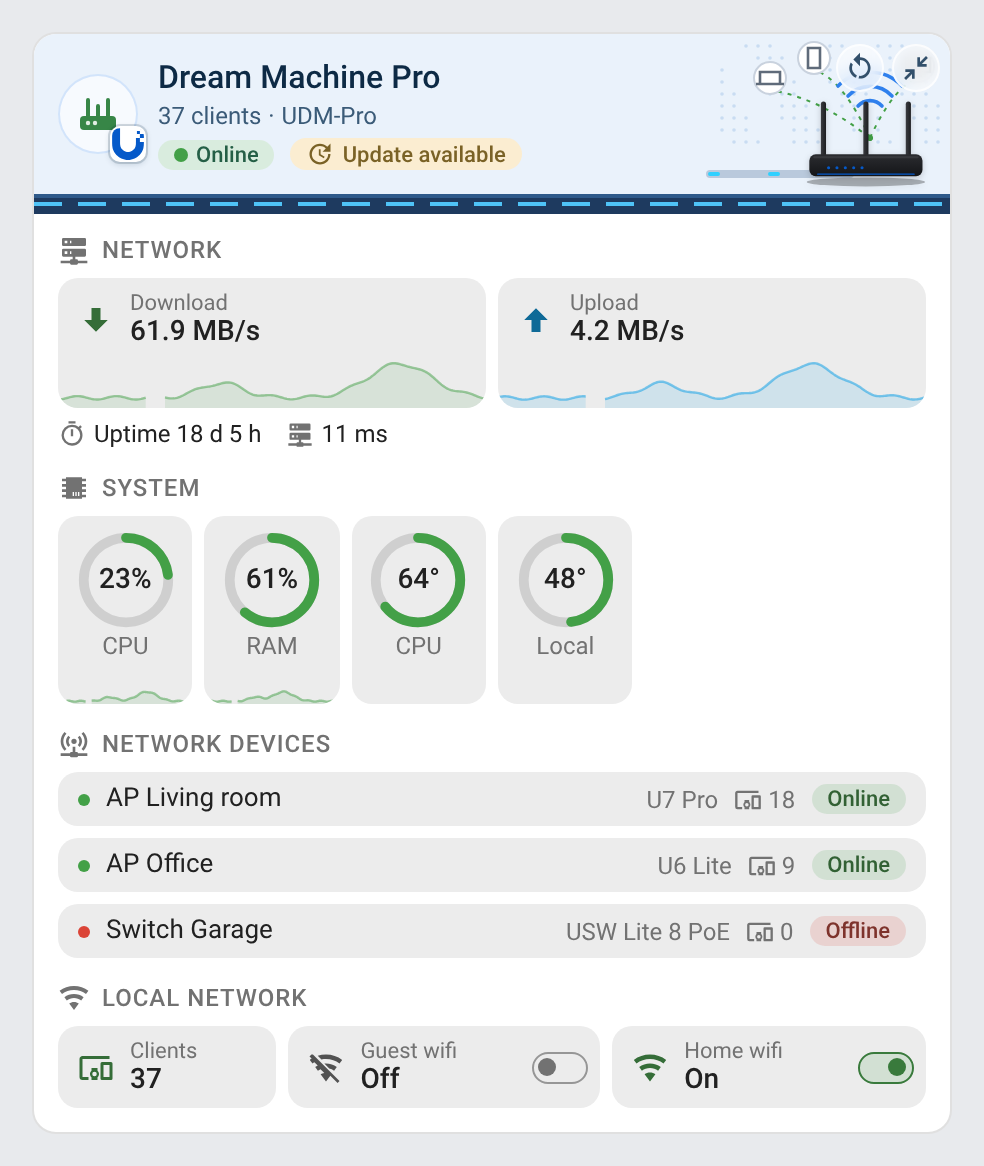 Dream Machine Pro
37 clients · UDM-Pro
Online
Update available
NETWORK
Download
61.9 MB/s
Upload
4.2 MB/s
Uptime 18 d 5 h
11 ms
SYSTEM
23%
CPU
61%
RAM
64°
CPU
48°
Local
NETWORK DEVICES
AP Living room U7 Pro 18 Online
AP Office U6 Lite 9 Online
Switch Garage USW Lite 8 PoE 0 Offline
LOCAL NETWORK
Clients
37
Guest wifi
Off
Home wifi
On